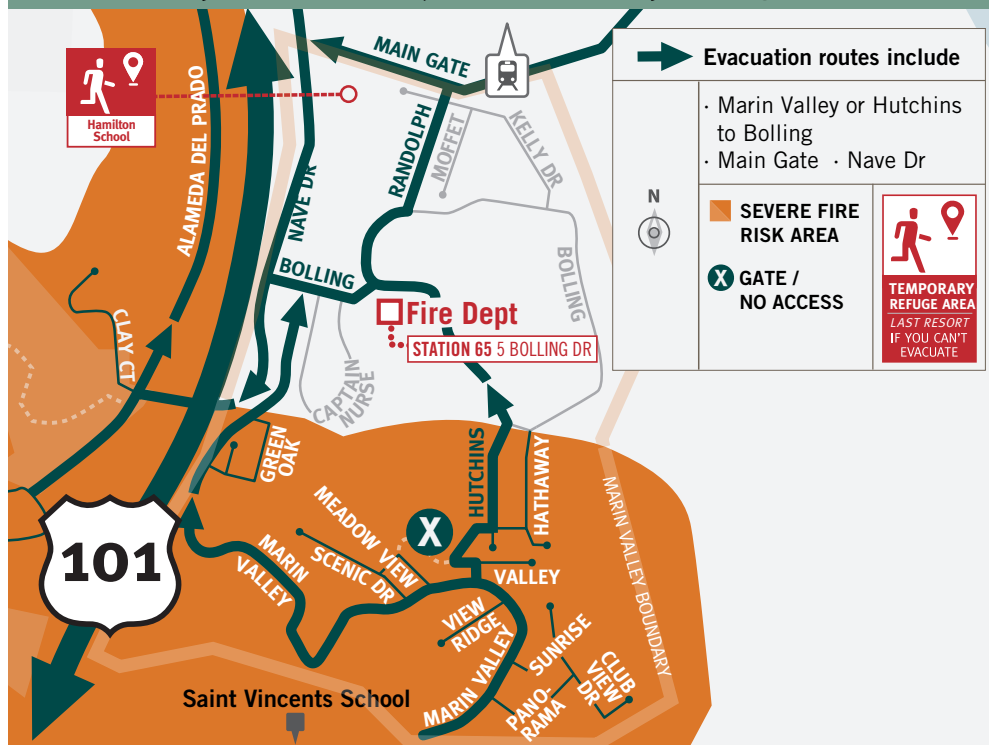 MAIN GATE
Hamilton
School
ALAMEDA DEL PRADO
NAVE DR
RANDOLPH
MOFFET
KELLY DR
BOLLING
BOLLING
Fire Dept
STATION 65 5 BOLLING DR
CLAY CT
CAPTAIN
NURSE
GREEN
OAK
HUTCHINS
HATHAWAY
MEADOW VIEW
SCENIC DR
MARIN
VALLEY
X
VALLEY
VIEW
RIDGE
MARIN VALLEY
SUNRISE
PANO-
RAMA
CLUB
VIEW
DR
MARIN VALLEY BOUNDARY
101
Saint Vincents School
Evacuation routes include
· Marin Valley or Hutchins
to Bolling
· Main Gate · Nave Dr
N
SEVERE FIRE
RISK AREA
X GATE /
NO ACCESS
TEMPORARY
REFUGE AREA
LAST RESORT
IF YOU CAN'T
EVACUATE